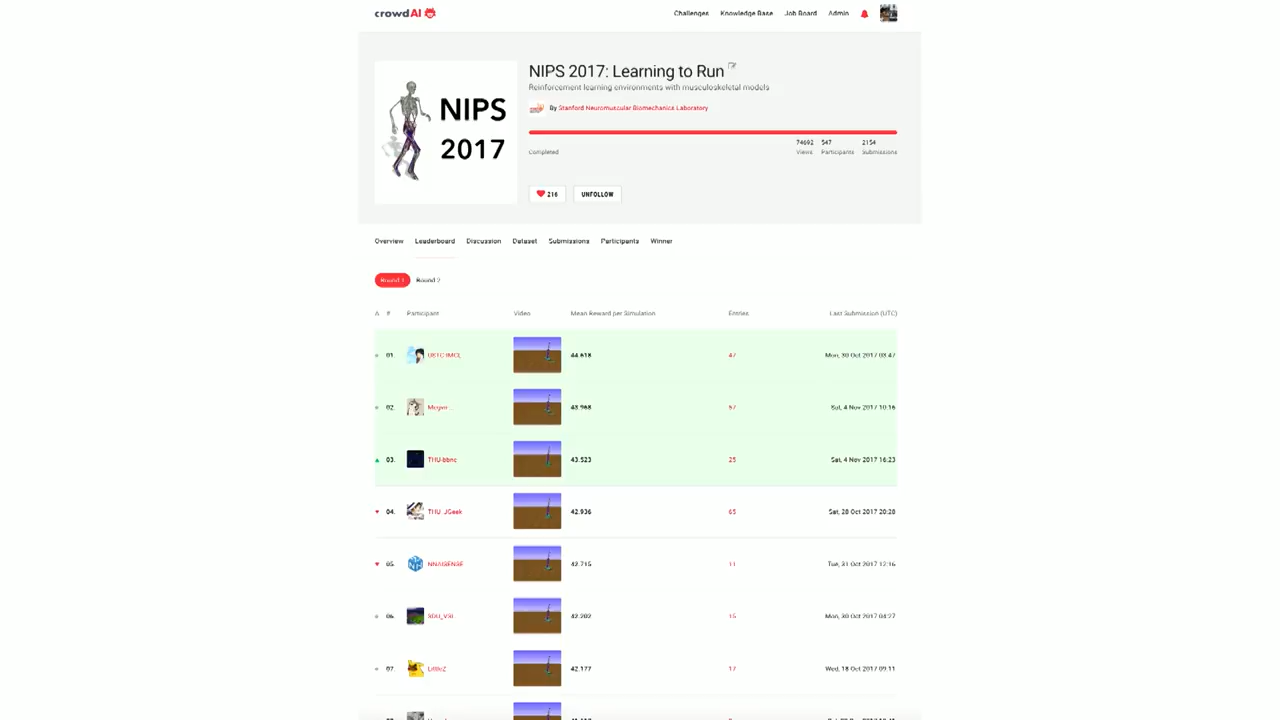 crowdAI
Challenges Knowledge Base Job Board Admin
NIPS 2017
NIPS 2017: Learning to Run
Reinforcement learning environments with musculoskeletal models
By Stanford Neuromuscular Biomechanics Laboratory
74692 547 2154
Completed Views Participants Submissions
216 UNFOLLOW
Overview Leaderboard Discussion Dataset Submissions Participants Winner
Round 1 Round 2
Δ # Participant Video Mean Reward per Simulation Entries Last Submission (UTC)
01. 44.618 47 Mon, 30 Oct 2017 03:47
02. 43.968 57 Sat, 4 Nov 2017 10:16
03. THU-bbnc 43.523 25 Sat, 4 Nov 2017 16:23
04. THU_JGeek 42.936 65 Sat, 28 Oct 2017 20:28
05. NNAISENSE 42.715 11 Tue, 31 Oct 2017 12:16
06. 42.202 15 Mon, 30 Oct 2017 04:27
07. LittleZ 42.177 17 Wed, 18 Oct 2017 09:11